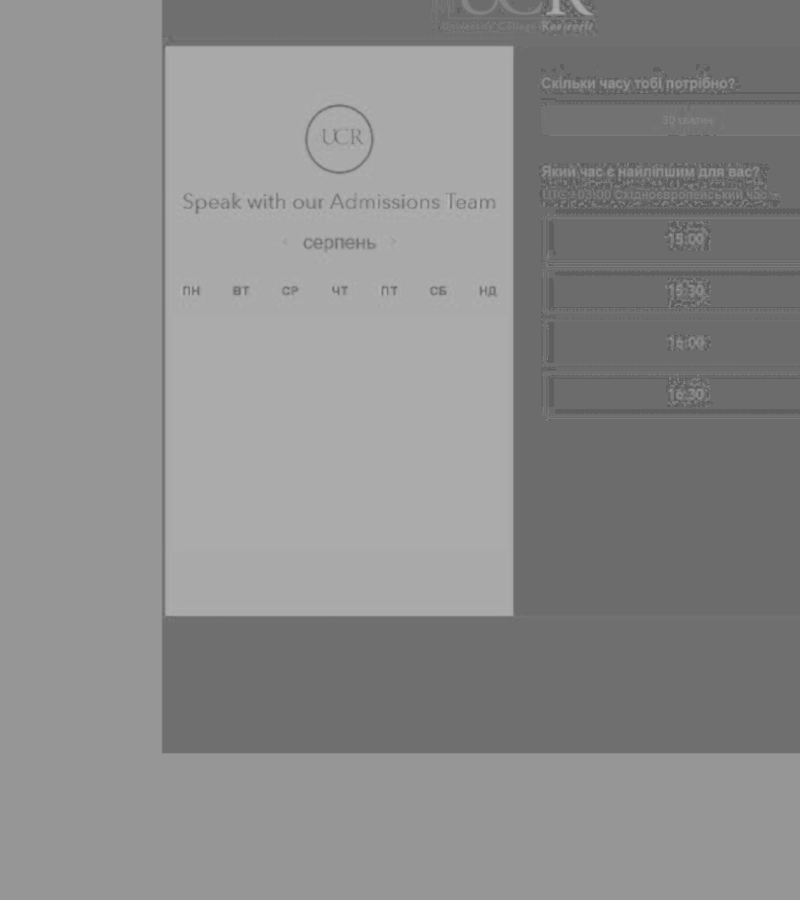 UCR
University College Roosevelt
UCR
Speak with our Admissions Team
серпень
ПН ВТ СР ЧТ ПТ СБ НД
Скільки часу тобі потрібно?
30 хвилин
Який час є найліпшим для вас?
UTC +03:00 Східноєвропейський час
15:00
15:30
16:00
16:30